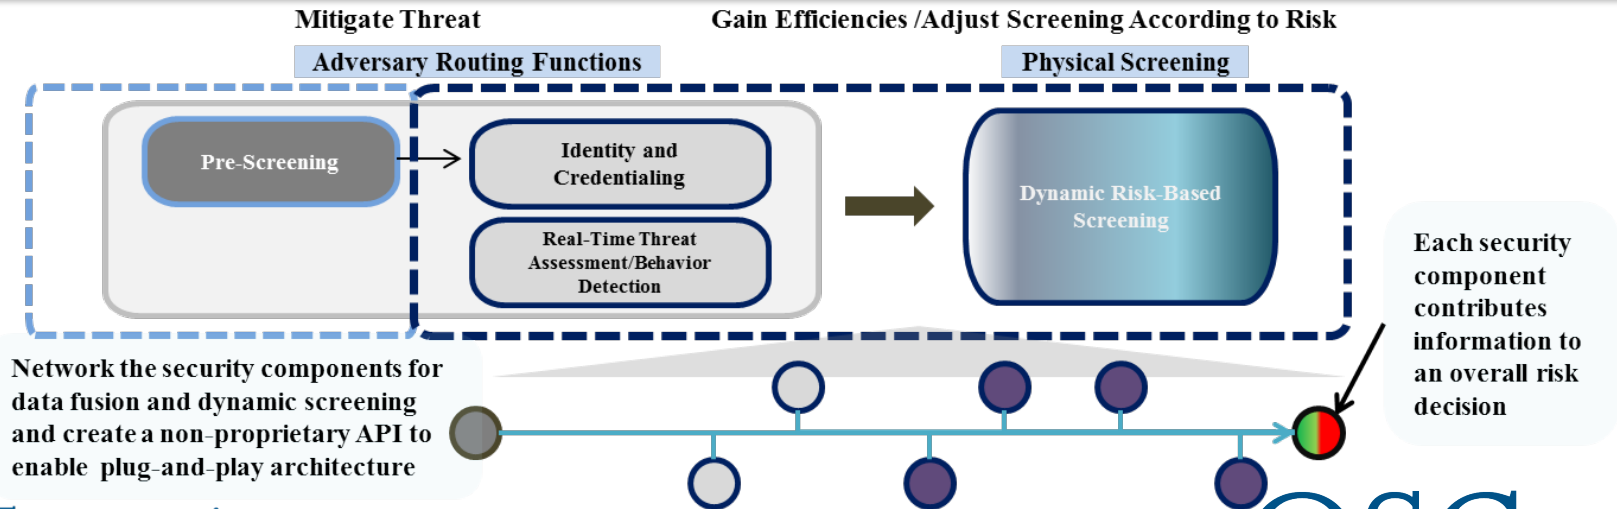 Mitigate Threat
Gain Efficiencies /Adjust Screening According to Risk
Adversary Routing Functions
Physical Screening
Pre-Screening
Identity and
Credentialing
Real-Time Threat
Assessment/Behavior
Detection
Dynamic Risk-Based
Screening
Each security
component
contributes
information to
an overall risk
decision
Network the security components for
data fusion and dynamic screening
and create a non-proprietary API to
enable plug-and-play architecture